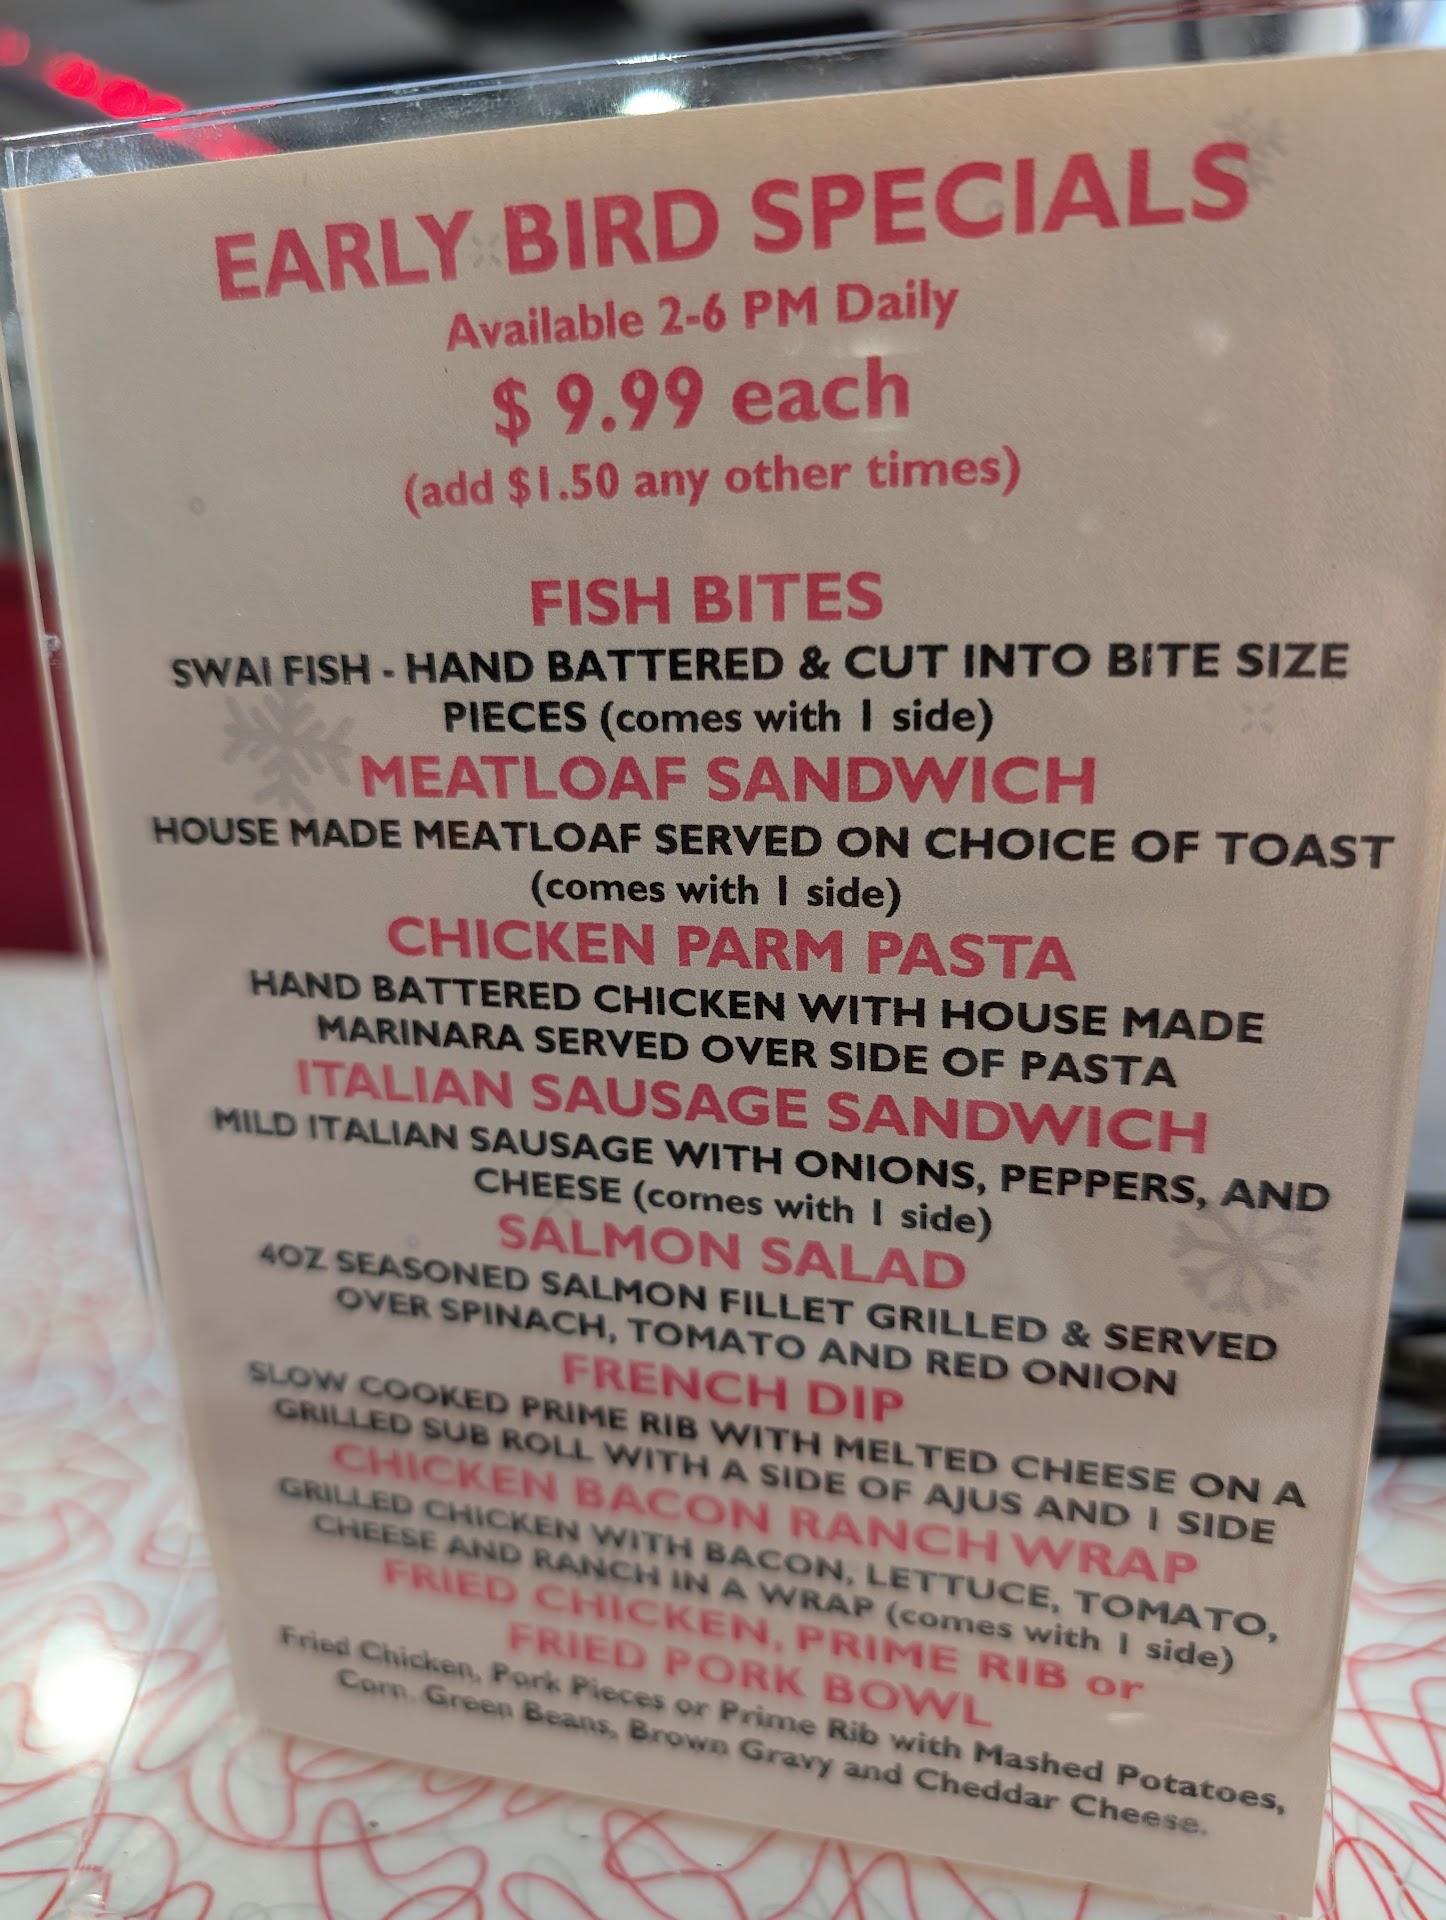 EARLY BIRD SPECIALS
Available 2-6 PM Daily
$ 9.99 each
(add $1.50 any other times)
FISH BITES
SWAI FISH - HAND BATTERED & CUT INTO BITE SIZE
PIECES (comes with 1 side)
MEATLOAF SANDWICH
HOUSE MADE MEATLOAF SERVED ON CHOICE OF TOAST
(comes with 1 side)
CHICKEN PARM PASTA
HAND BATTERED CHICKEN WITH HOUSE MADE
MARINARA SERVED OVER SIDE OF PASTA
ITALIAN SAUSAGE SANDWICH
MILD ITALIAN SAUSAGE WITH ONIONS, PEPPERS, AND
CHEESE (comes with 1 side)
SALMON SALAD
4OZ SEASONED SALMON FILLET GRILLED & SERVED
OVER SPINACH, TOMATO AND RED ONION
FRENCH DIP
SLOW COOKED PRIME RIB WITH MELTED CHEESE ON A
GRILLED SUB ROLL WITH A SIDE OF AJUS AND 1 SIDE
CHICKEN BACON RANCH WRAP
GRILLED CHICKEN WITH BACON, LETTUCE, TOMATO,
CHEESE AND RANCH IN A WRAP (comes with 1 side)
FRIED CHICKEN, PRIME RIB or
FRIED PORK BOWL
Fried Chicken, Pork Pieces or Prime Rib with Mashed Potatoes,
Corn, Green Beans, Brown Gravy and Cheddar Cheese.